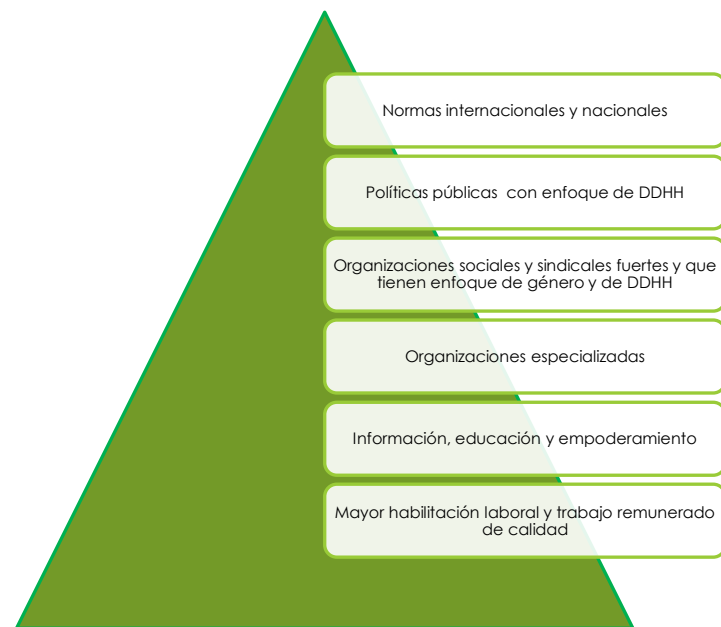 Normas internacionales y nacionales
Políticas públicas con enfoque de DDHH
Organizaciones sociales y sindicales fuertes y que
tienen enfoque de género y de DDHH
Organizaciones especializadas
Información, educación y empoderamiento
Mayor habilitación laboral y trabajo remunerado
de calidad